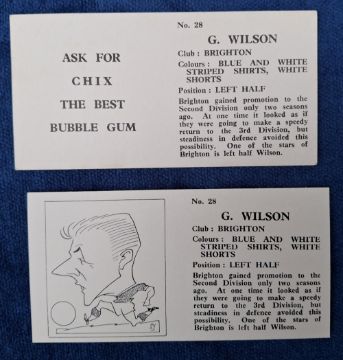 ASK FOR
CHIX
THE BEST
BUBBLE GUM
No. 28
G. WILSON
Club : BRIGHTON
Colours : BLUE AND WHITE
STRIPED SHIRTS, WHITE
SHORTS
Position : LEFT HALF
Brighton gained promotion to the
Second Division only two seasons
ago. At one time it looked as if
they were going to make a speedy
return to the 3rd Division, but
steadiness in defence avoided this
possibility. One of the stars of
Brighton is left half Wilson.
No. 28
G. WILSON
Club : BRIGHTON
Colours : BLUE AND WHITE
STRIPED SHIRTS, WHITE
SHORTS
Position : LEFT HALF
Brighton gained promotion to the
Second Division only two seasons
ago. At one time it looked as if
they were going to make a speedy
return to the 3rd Division, but
steadiness in defence avoided this
possibility. One of the stars of
Brighton is left half Wilson.